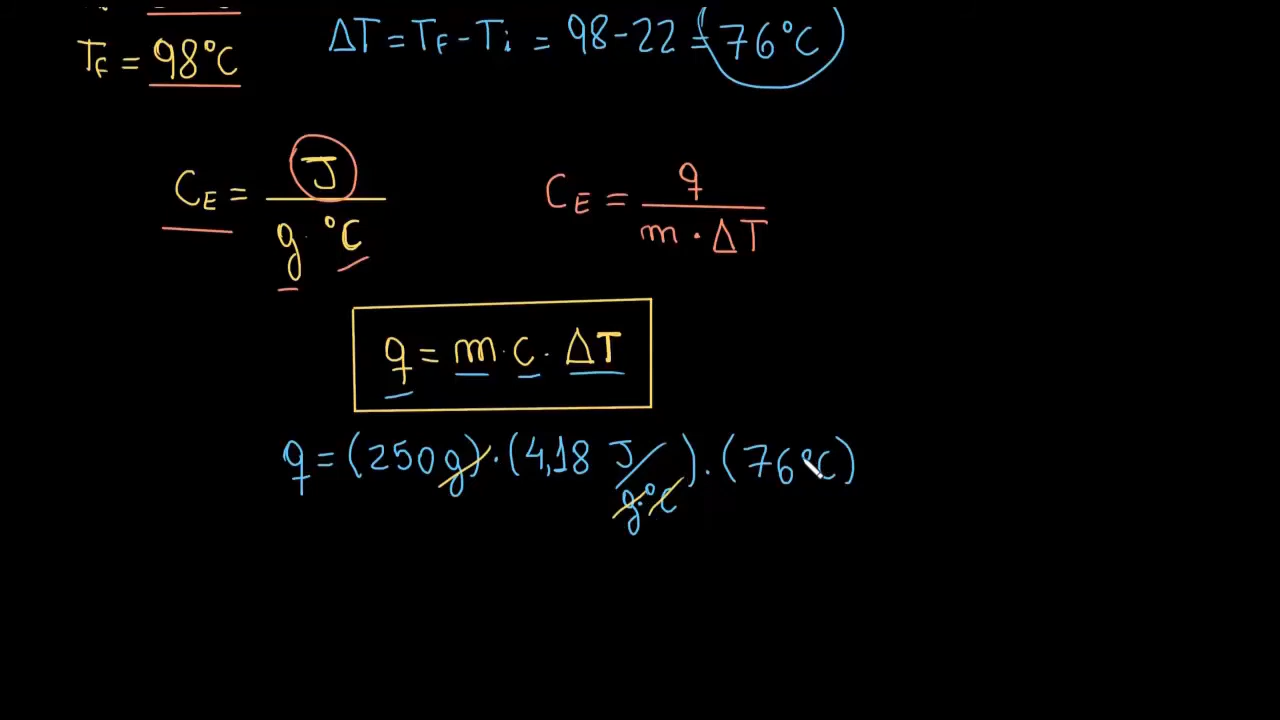 T_F = 98°C
ΔT = T_F - T_i = 98 - 22 = 76°C
C_E = J / g · °C
C_E = q / m · ΔT
q = m · c · ΔT
q = (250g) · (4,18 J/g·°C) · (76°C)